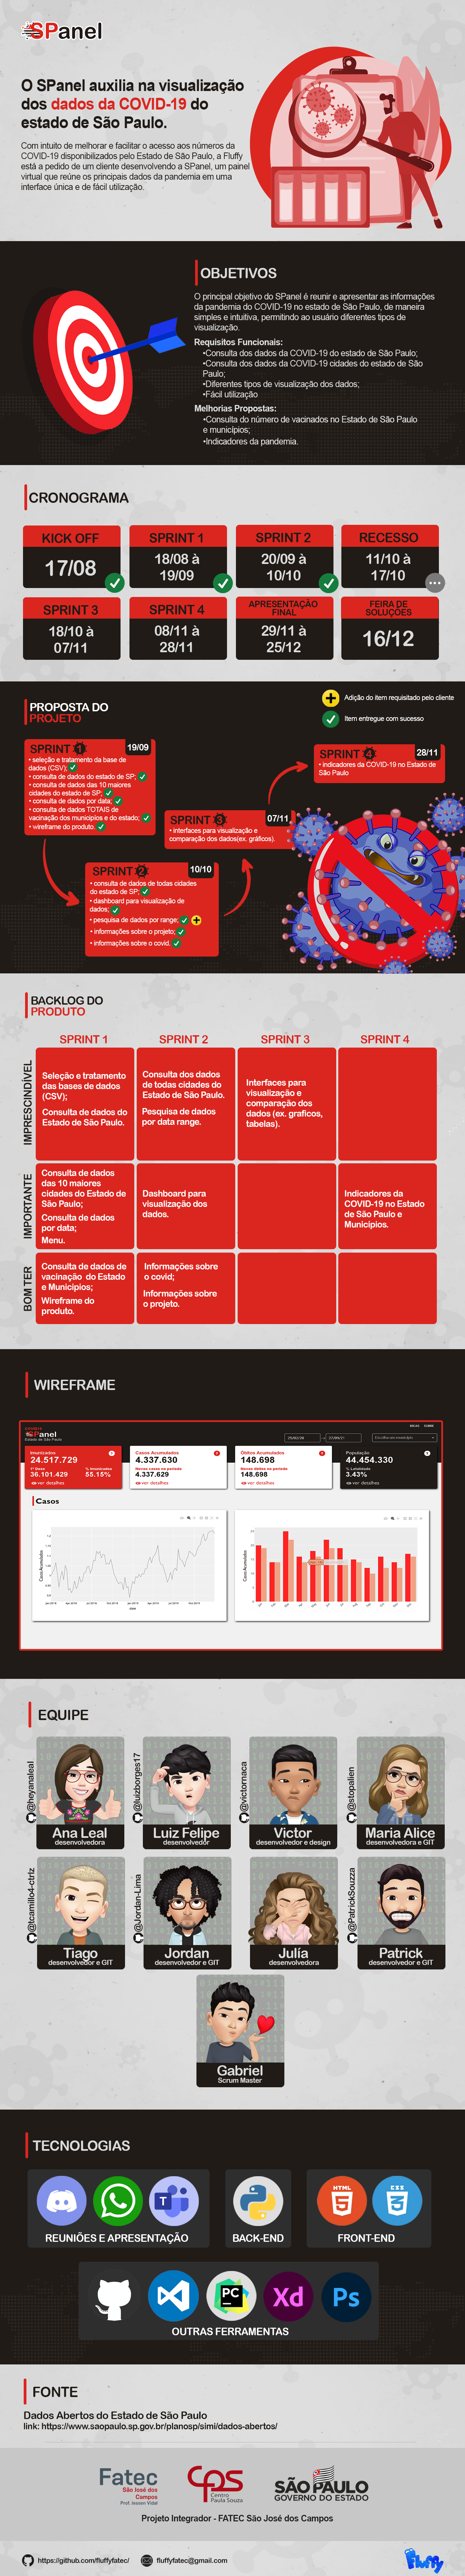 SPanel
O SPanel auxilia na visualização
dos dados da COVID-19 do
estado de São Paulo.
Com intuito de melhorar e facilitar o acesso aos números da
COVID-19 disponibilizados pelo Estado de São Paulo, a Fluffy
está a pedido de um cliente desenvolvendo a SPanel, um painel
virtual que reúne os principais dados da pandemia em uma
interface única e de fácil utilização.
OBJETIVOS
O principal objetivo do SPanel é reunir e apresentar as informações
da pandemia do COVID-19 no estado de São Paulo, de maneira
simples e intuitiva, permitindo ao usuário diferentes tipos de
visualização.
Requisitos Funcionais:
•Consulta dos dados da COVID-19 do estado de São Paulo;
•Consulta dos dados da COVID-19 cidades do estado de São
Paulo;
•Diferentes tipos de visualização dos dados;
•Fácil utilização
Melhorias Propostas:
•Consulta do número de vacinados no Estado de São Paulo
e municípios;
•Indicadores da pandemia.
CRONOGRAMA
KICK OFF
17/08
SPRINT 1
18/08 à
19/09
SPRINT 2
20/09 à
10/10
RECESSO
11/10 à
17/10
SPRINT 3
18/10 à
07/11
SPRINT 4
08/11 à
28/11
APRESENTAÇÃO
FINAL
29/11 à
25/12
FEIRA DE
SOLUÇÕES
16/12
PROPOSTA DO
PROJETO
Adição do item requisitado pelo cliente
Item entregue com sucesso
SPRINT 1
19/09
• seleção e tratamento da base de
dados (CSV);
• consulta de dados do estado de SP;
• consulta de dados das 10 maiores
cidades do estado de SP;
• consulta de dados por data;
• consulta de dados TOTAIS de
vacinação dos municípios e do estado;
• wireframe do produto.
SPRINT 4
28/11
• indicadores da COVID-19 no Estado de
São Paulo
SPRINT 3
07/11
• interfaces para visualização e
comparação dos dados(ex. gráficos).
SPRINT 2
10/10
• consulta de dados de todas cidades
do estado de SP;
• dashboard para visualização de
dados;
• pesquisa de dados por range;
• informações sobre o projeto;
• informações sobre o covid.
BACKLOG DO
PRODUTO
SPRINT 1
SPRINT 2
SPRINT 3
SPRINT 4
IMPRESCINDÍVEL
Seleção e tratamento
das bases de dados
(CSV);
Consulta de dados do
Estado de São Paulo.
Consulta dos dados
de todas cidades do
Estado de São Paulo.
Pesquisa de dados
por data range.
Interfaces para
visualização e
comparação dos
dados (ex. graficos,
tabelas).
IMPORTANTE
Consulta de dados
das 10 maiores
cidades do Estado de
São Paulo;
Consulta de dados
por data;
Menu.
Dashboard para
visualização dos
dados.
Indicadores da
COVID-19 no Estado
de São Paulo e
Municípios.
BOM TER
Consulta de dados de
vacinação do Estado
e Municípios;
Wireframe do
produto.
Informações sobre
o covid;
Informações sobre
o projeto.
WIREFRAME
SPanel
Estado de São Paulo
Imunizados
24.517.729
1ª Dose
36.101.429
% Imunizados
55.15%
ver detalhes
Casos Acumulados
4.337.630
Novos casos no período
4.337.629
ver detalhes
Óbitos Acumulados
148.698
Novos óbitos no período
148.698
ver detalhes
População
44.454.330
% Letalidade
3.43%
ver detalhes
Casos
Casos Acumulados
Casos Acumulados
EQUIPE
@heyanaleal
Ana Leal
desenvolvedora
@luizborges17
Luiz Felipe
desenvolvedor
@victornaca
Victor
desenvolvedor e design
@stopalien
Maria Alice
desenvolvedora e GIT
@tcamillo4-ctrlz
Tiago
desenvolvedor e GIT
@Jordan-Lima
Jordan
desenvolvedor e GIT
Julía
desenvolvedora
@PatrickSouzza
Patrick
desenvolvedor e GIT
Gabriel
Scrum Master
TECNOLOGIAS
REUNIÕES E APRESENTAÇÃO
BACK-END
HTML
5
CSS
3
FRONT-END
PC
Xd
Ps
OUTRAS FERRAMENTAS
FONTE
Dados Abertos do Estado de São Paulo
link: https://www.saopaulo.sp.gov.br/planosp/simi/dados-abertos/
Fatec
São José dos
Campos
Prof. Jessen Vidal
CPS
Centro
Paula Souza
SÃO PAULO
GOVERNO DO ESTADO
Projeto Integrador - FATEC São José dos Campos
https://github.com/fluffyfatec/
fluffyfatec@gmail.com
Fluffy